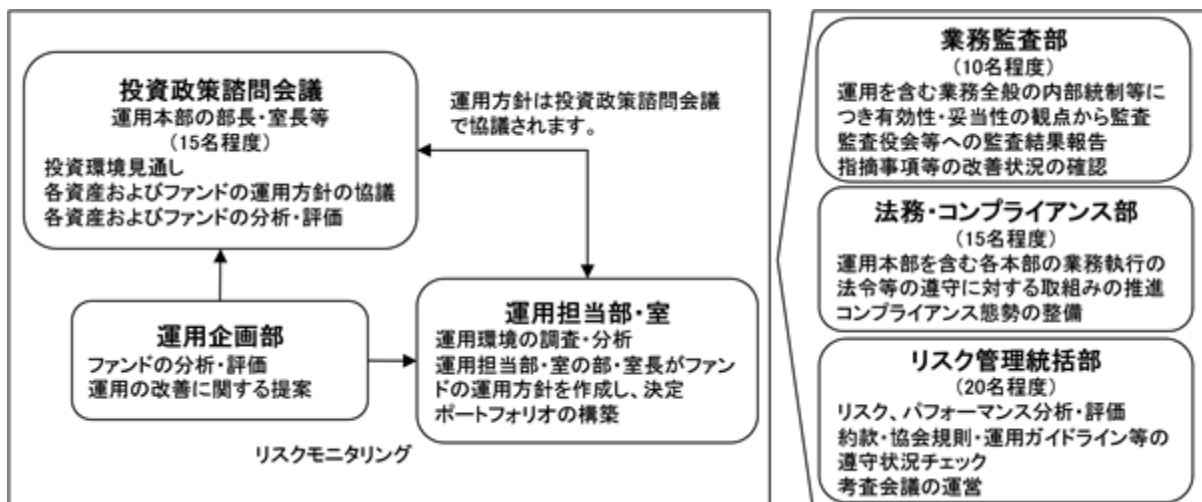 投資政策諮問会議
運用本部の部長・室長等
(15名程度)
投資環境見通し
各資産およびファンドの運用方針の協議
各資産およびファンドの分析・評価
運用方針は投資政策諮問会議
で協議されます。
運用企画部
ファンドの分析・評価
運用の改善に関する提案
運用担当部・室
運用環境の調査・分析
運用担当部・室の部・室長がファン
ドの運用方針を作成し、決定
ポートフォリオの構築
リスクモニタリング
業務監査部
(10名程度)
運用を含む業務全般の内部統制等に
つき有効性・妥当性の観点から監査
監査役会等への監査結果報告
指摘事項等の改善状況の確認
法務・コンプライアンス部
(15名程度)
運用本部を含む各本部の業務執行の
法令等の遵守に対する取組みの推進
コンプライアンス態勢の整備
リスク管理統括部
(20名程度)
リスク、パフォーマンス分析・評価
約款・協会規則・運用ガイドライン等の
遵守状況チェック
考査会議の運営